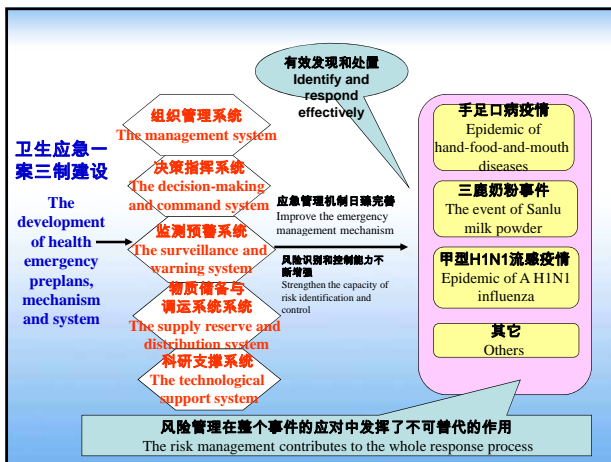 卫生应急一
案三制建设
The
development
of health
emergency
preplans,
mechanism
and system
组织管理系统
The management system
决策指挥系统
The decision-making
and command system
监测预警系统
The surveillance and
warning system
物质储备与
调运系统系统
The supply reserve and
distribution system
科研支撑系统
The technological
support system
有效发现和处置
Identify and
respond
effectively
应急管理机制日臻完善
Improve the emergency
management mechanism
风险识别和控制能力不
断增强
Strengthen the capacity of
risk identification and
control
手足口病疫情
Epidemic of
hand-food-and-mouth
diseases
三鹿奶粉事件
The event of Sanlu
milk powder
甲型H1N1流感疫情
Epidemic of A H1N1
influenza
其它
Others
风险管理在整个事件的应对中发挥了不可替代的作用
The risk management contributes to the whole response process